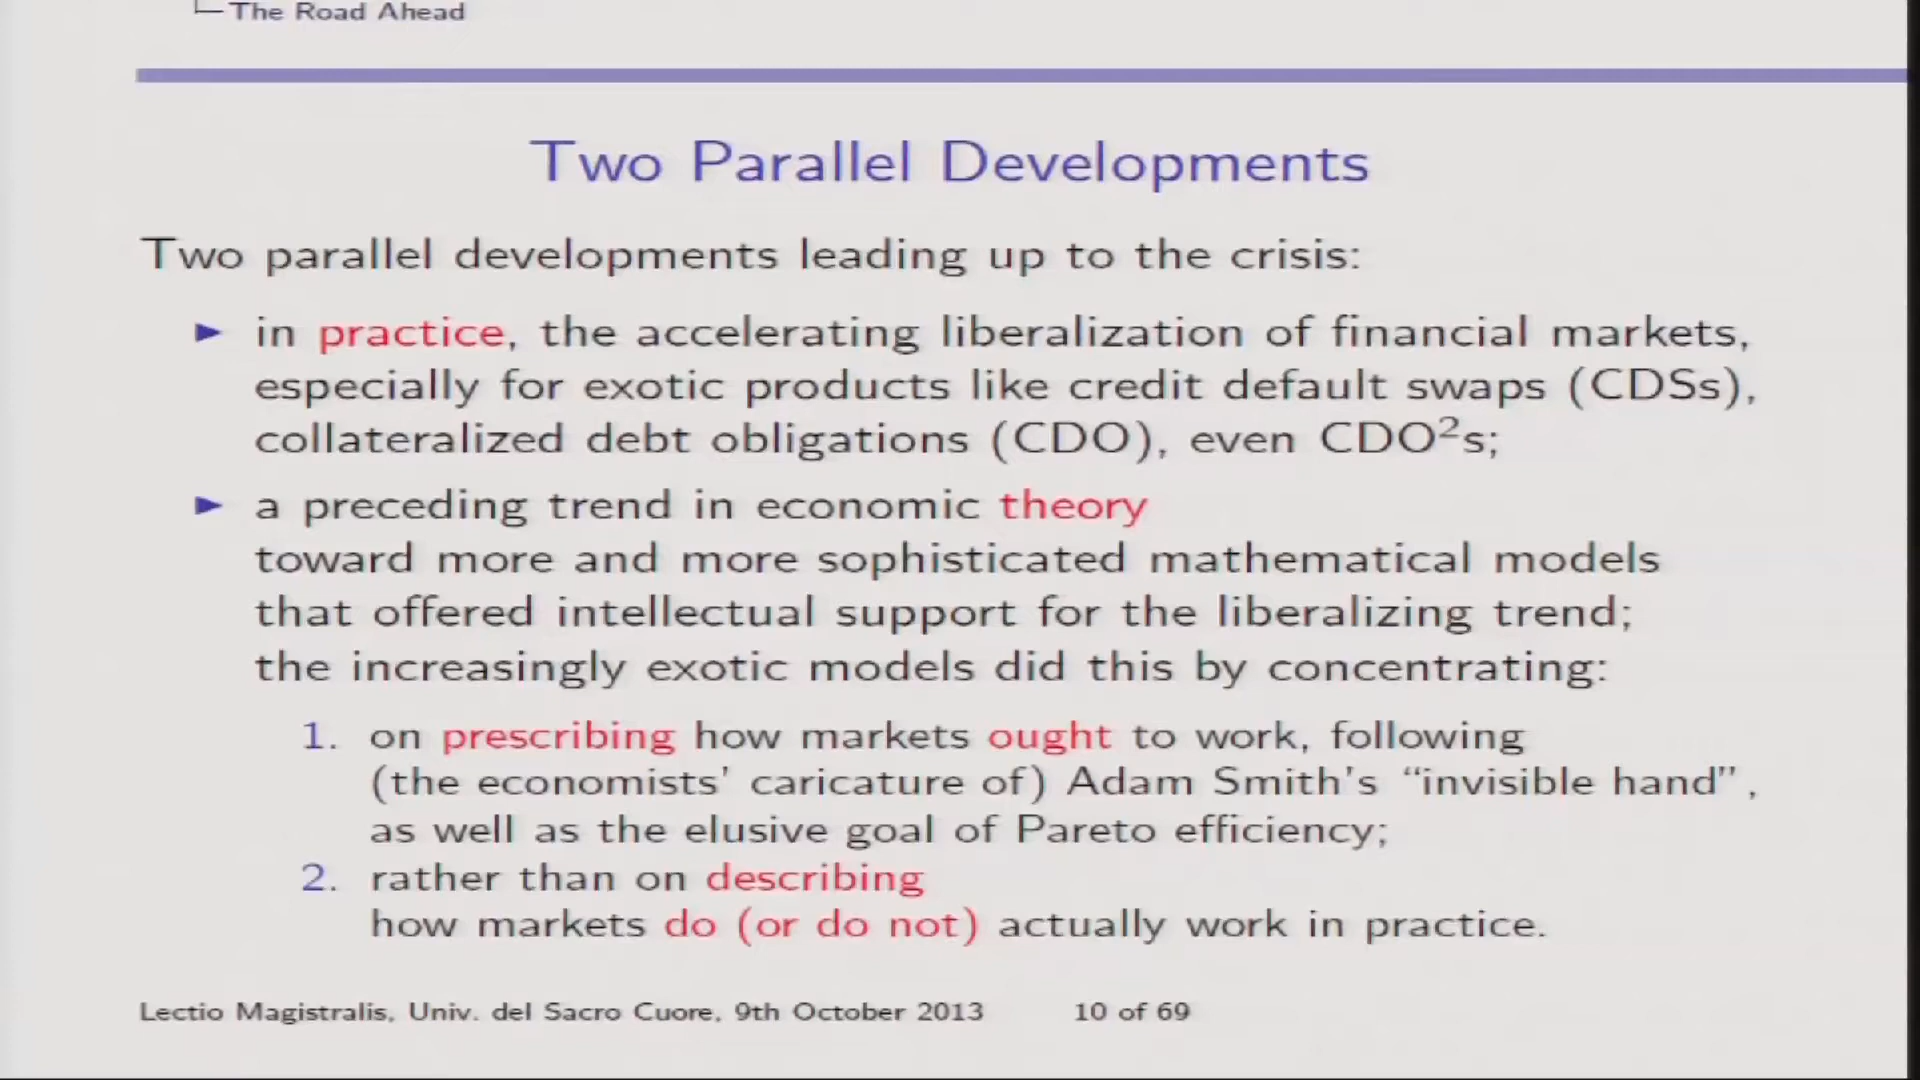 The Road Ahead
Two Parallel Developments
Two parallel developments leading up to the crisis:
▶ in practice, the accelerating liberalization of financial markets,
especially for exotic products like credit default swaps (CDSs),
collateralized debt obligations (CDO), even CDO²s;
▶ a preceding trend in economic theory
toward more and more sophisticated mathematical models
that offered intellectual support for the liberalizing trend;
the increasingly exotic models did this by concentrating:
1. on prescribing how markets ought to work, following
(the economists' caricature of) Adam Smith's “invisible hand”,
as well as the elusive goal of Pareto efficiency;
2. rather than on describing
how markets do (or do not) actually work in practice.
Lectio Magistralis, Univ. del Sacro Cuore, 9th October 2013 10 of 69